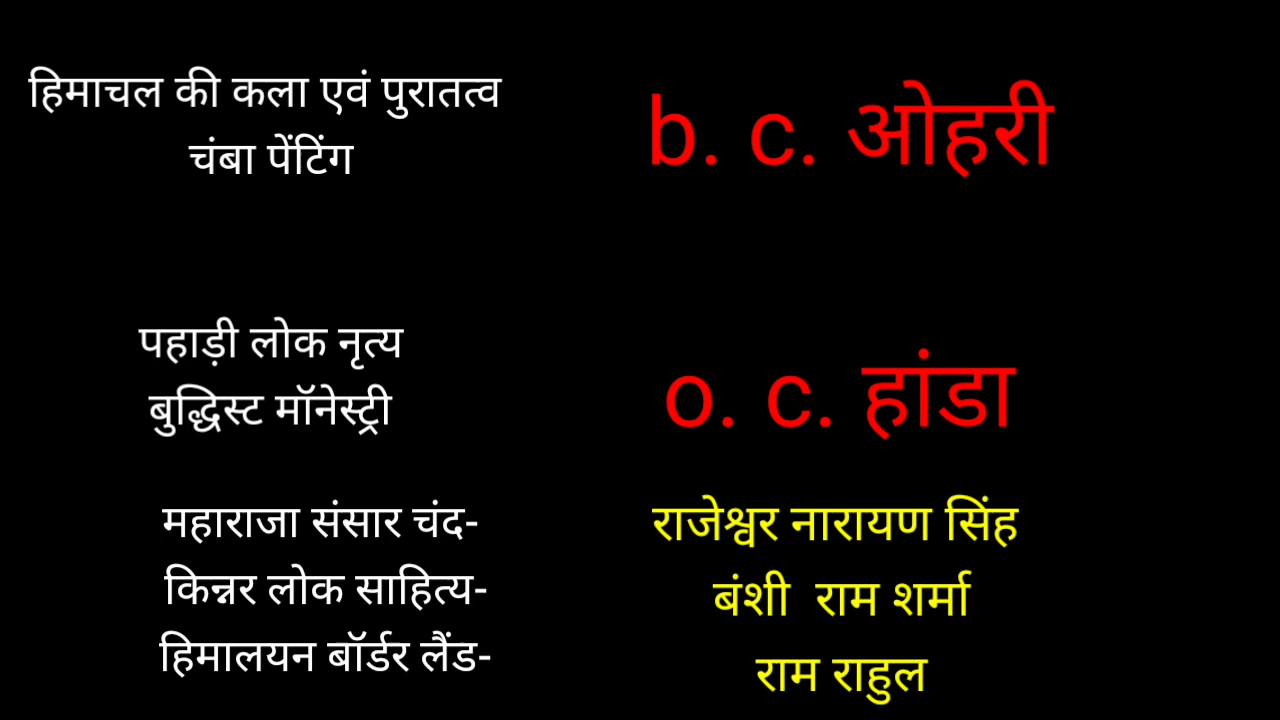 हिमाचल की कला एवं पुरातत्व
चंबा पेंटिंग
b. c. ओहरी
पहाड़ी लोक नृत्य
बुद्धिस्ट मॉनेस्ट्री
o. c. हांडा
महाराजा संसार चंद-
राजेश्वर नारायण सिंह
किन्नर लोक साहित्य-
बंशी राम शर्मा
हिमालयन बॉर्डर लैंड-
राम राहुल